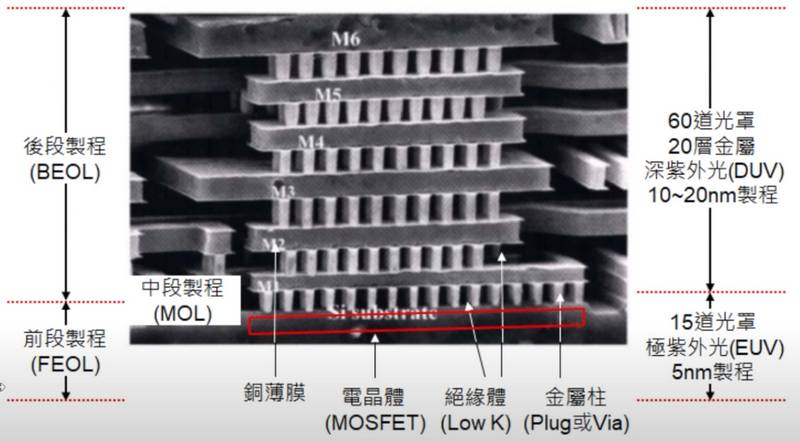 後段製程
(BEOL)
中段製程
(MOL)
前段製程
(FEOL)
M6
M5
M4
M3
M2
M1
Si substrate
60道光罩
20層金屬
深紫外光(DUV)
10~20nm製程
15道光罩
極紫外光(EUV)
5nm製程
銅薄膜
電晶體
(MOSFET)
絕緣體
(Low K)
金屬柱
(Plug或Via)